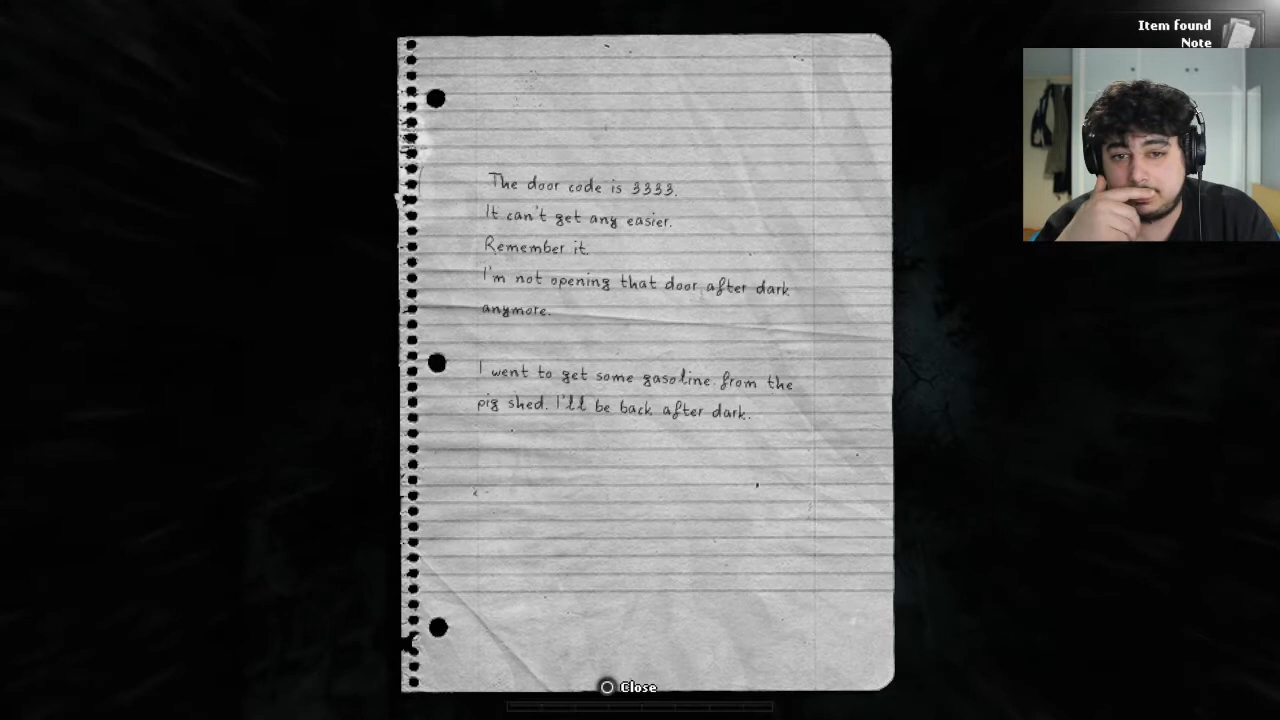 Item found
Note
The door code is 3333.
It can't get any easier.
Remember it.
I'm not opening that door after dark
anymore.
I went to get some gasoline from the
pig shed. I'll be back after dark.
Close